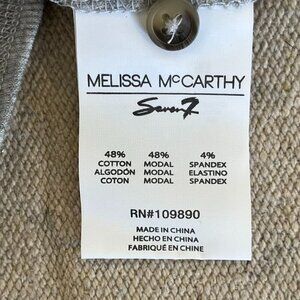 MELISSA McCARTHY
Seven7
48% 48% 4%
COTTON MODAL SPANDEX
ALGODÓN MODAL ELASTINO
COTON MODAL SPANDEX
RN#109890
MADE IN CHINA
HECHO EN CHINA
FABRIQUÉ EN CHINE